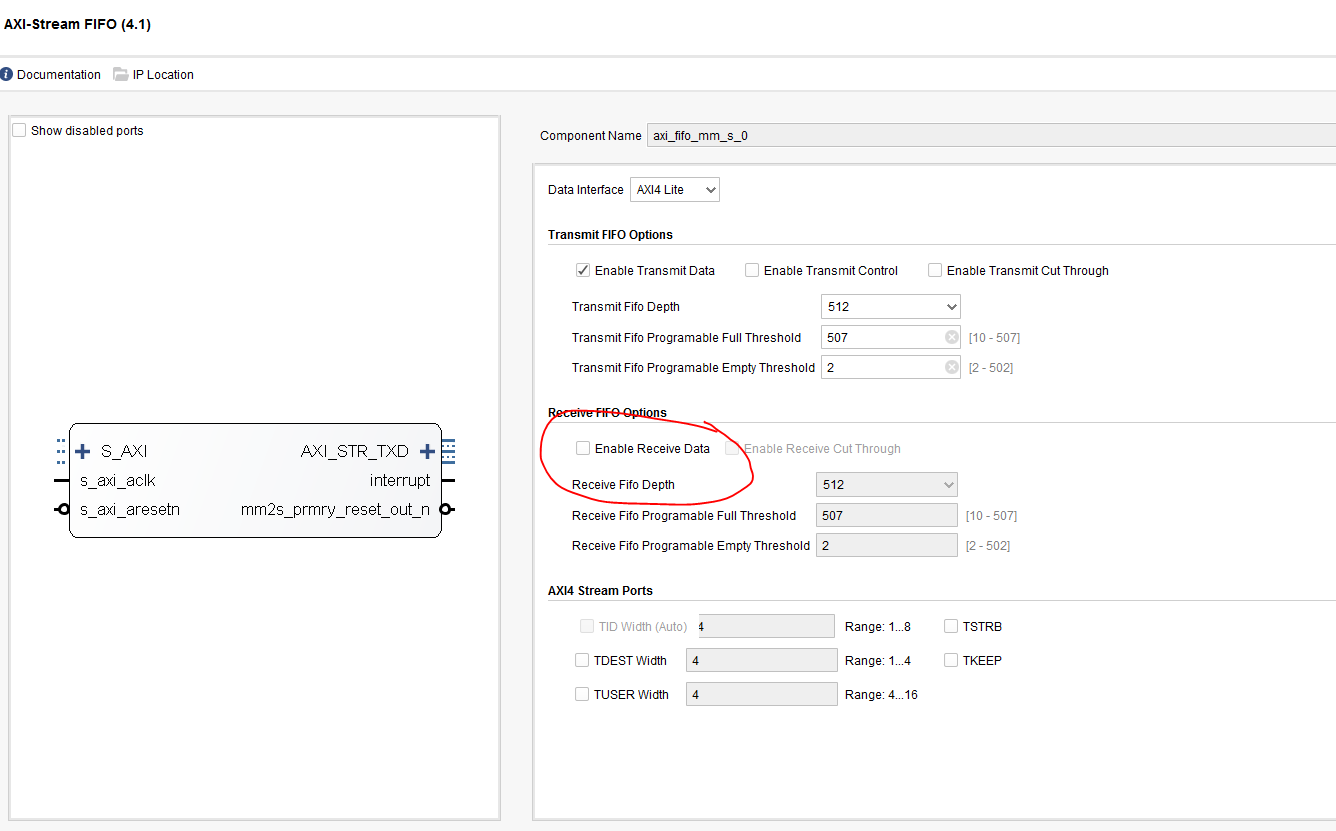 AXI-Stream FIFO (4.1)
Documentation IP Location
Show disabled ports
S_AXI AXI_STR_TXD
s_axi_aclk interrupt
s_axi_aresetn mm2s_prmry_reset_out_n
Component Name axi_fifo_mm_s_0
Data Interface AXI4 Lite
Transmit FIFO Options
Enable Transmit Data Enable Transmit Control Enable Transmit Cut Through
Transmit Fifo Depth 512
Transmit Fifo Programable Full Threshold 507 [10 - 507]
Transmit Fifo Programable Empty Threshold 2 [2 - 502]
Receive FIFO Options
Enable Receive Data Enable Receive Cut Through
Receive Fifo Depth 512
Receive Fifo Programable Full Threshold 507 [10 - 507]
Receive Fifo Programable Empty Threshold 2 [2 - 502]
AXI4 Stream Ports
TID Width (Auto) 4 Range: 1...8 TSTRB
TDEST Width 4 Range: 1...4 TKEEP
TUSER Width 4 Range: 4...16